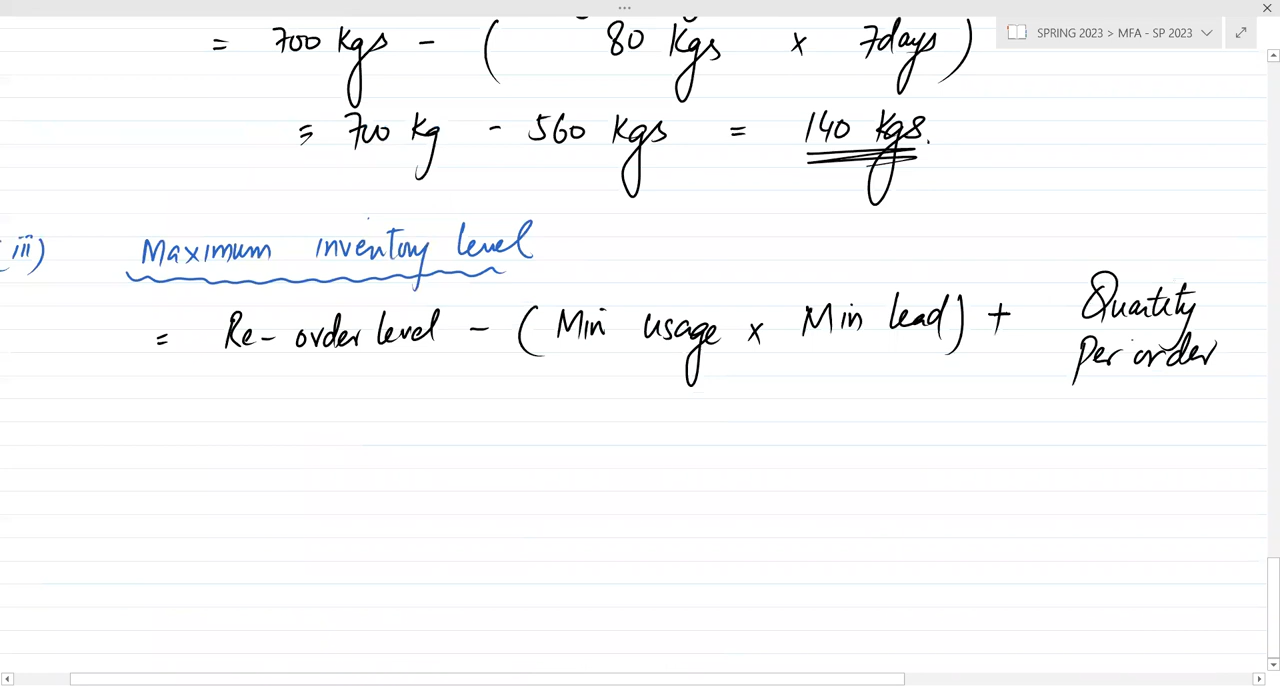 ...
SPRING 2023 > MFA - SP 2023
= 700 Kgs - ( 80 Kgs x 7days )
= 700 Kg - 560 Kgs = 140 Kgs.
iii) Maximum inventory level
= Re-order level - ( Min usage x Min lead ) + Quantity Per order